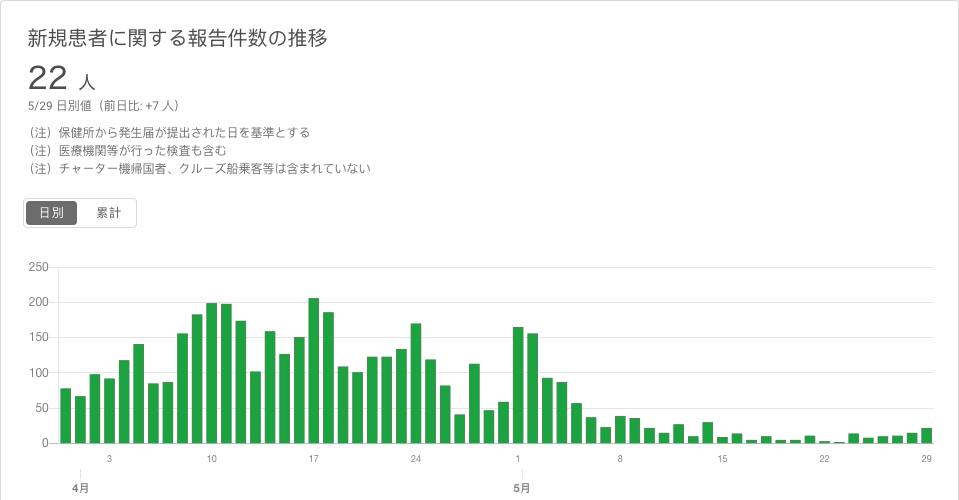 新規患者に関する報告件数の推移
22 人
5/29 日別値（前日比: +7 人）
（注）保健所から発生届が提出された日を基準とする
（注）医療機関等が行った検査も含む
（注）チャーター機帰国者、クルーズ船乗客等は含まれていない
日別 累計
250
200
150
100
50
0
3 10 17 24 1 8 15 22 29
4月 5月